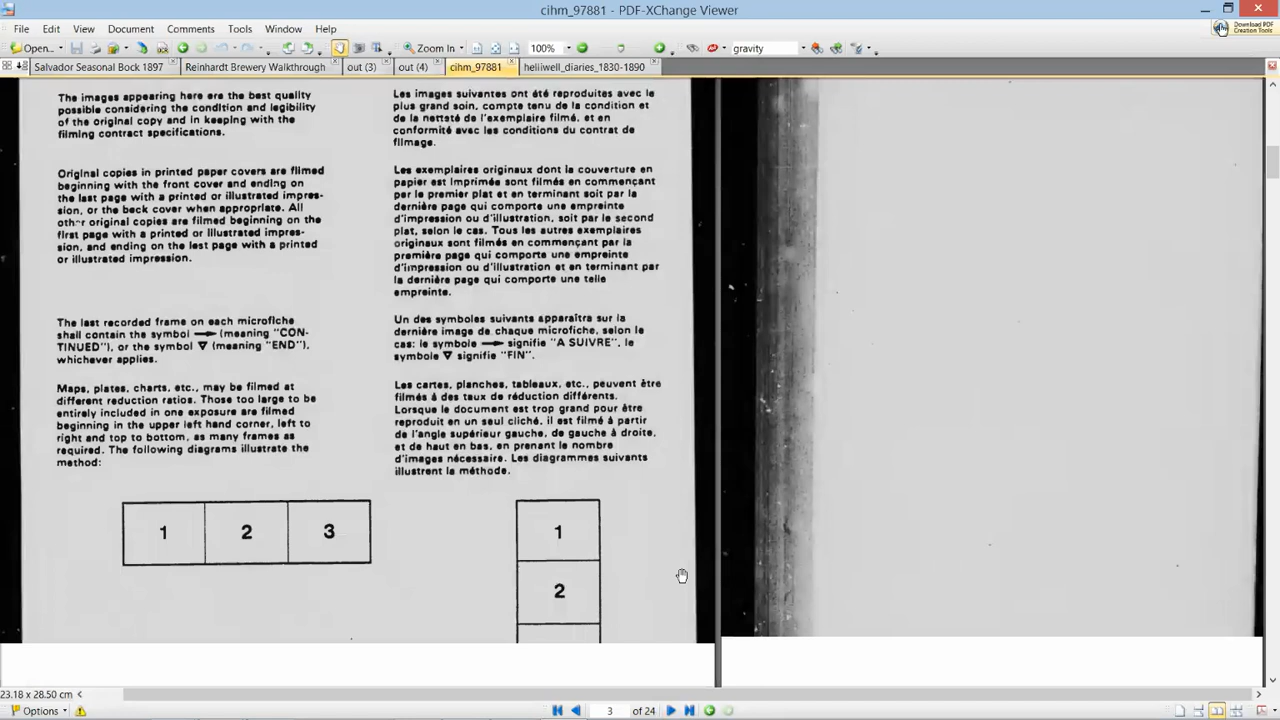 cihm_97881 - PDF-XChange Viewer
File Edit View Document Comments Tools Window Help
Download PDF
Creation Tools
Open... Zoom In 100% gravity
Salvador Seasonal Bock 1897 Reinhardt Brewery Walkthrough out (3) out (4) cihm_97881 heliiwell_diaries_1830-1890
The images appearing here are the best quality
possible considering the condition and legibility
of the original copy and in keeping with the
filming contract specifications.
Original copies in printed paper covers are filmed
beginning with the front cover and ending on
the last page with a printed or illustrated impres-
sion, or the back cover when appropriate. All
other original copies are filmed beginning on the
first page with a printed or illustrated impres-
sion, and ending on the last page with a printed
or illustrated impression.
The last recorded frame on each microfiche
shall contain the symbol → (meaning "CON-
TINUED"), or the symbol ∇ (meaning "END"),
whichever applies.
Maps, plates, charts, etc., may be filmed at
different reduction ratios. Those too large to be
entirely included in one exposure are filmed
beginning in the upper left hand corner, left to
right and top to bottom, as many frames as
required. The following diagrams illustrate the
method:
1 2 3
Les images suivantes ont été reproduites avec le
plus grand soin, compte tenu de la condition et
de la netteté de l'exemplaire filmé, et en
conformité avec les conditions du contrat de
filmage.
Les exemplaires originaux dont la couverture en
papier est imprimée sont filmés en commençant
par le premier plat et en terminant soit par la
dernière page qui comporte une empreinte
d'impression ou d'illustration, soit par le second
plat, selon le cas. Tous les autres exemplaires
originaux sont filmés en commençant par la
première page qui comporte une empreinte
d'impression ou d'illustration et en terminant par
la dernière page qui comporte une telle
empreinte.
Un des symboles suivants apparaîtra sur la
dernière image de chaque microfiche, selon le
cas: le symbole → signifie "A SUIVRE", le
symbole ∇ signifie "FIN".
Les cartes, planches, tableaux, etc., peuvent être
filmés à des taux de réduction différents.
Lorsque le document est trop grand pour être
reproduit en un seul cliché, il est filmé à partir
de l'angle supérieur gauche, de gauche à droite,
et de haut en bas, en prenant le nombre
d'images nécessaire. Les diagrammes suivants
illustrent la méthode.
1
2
23.18 x 28.50 cm
Options 3 of 24